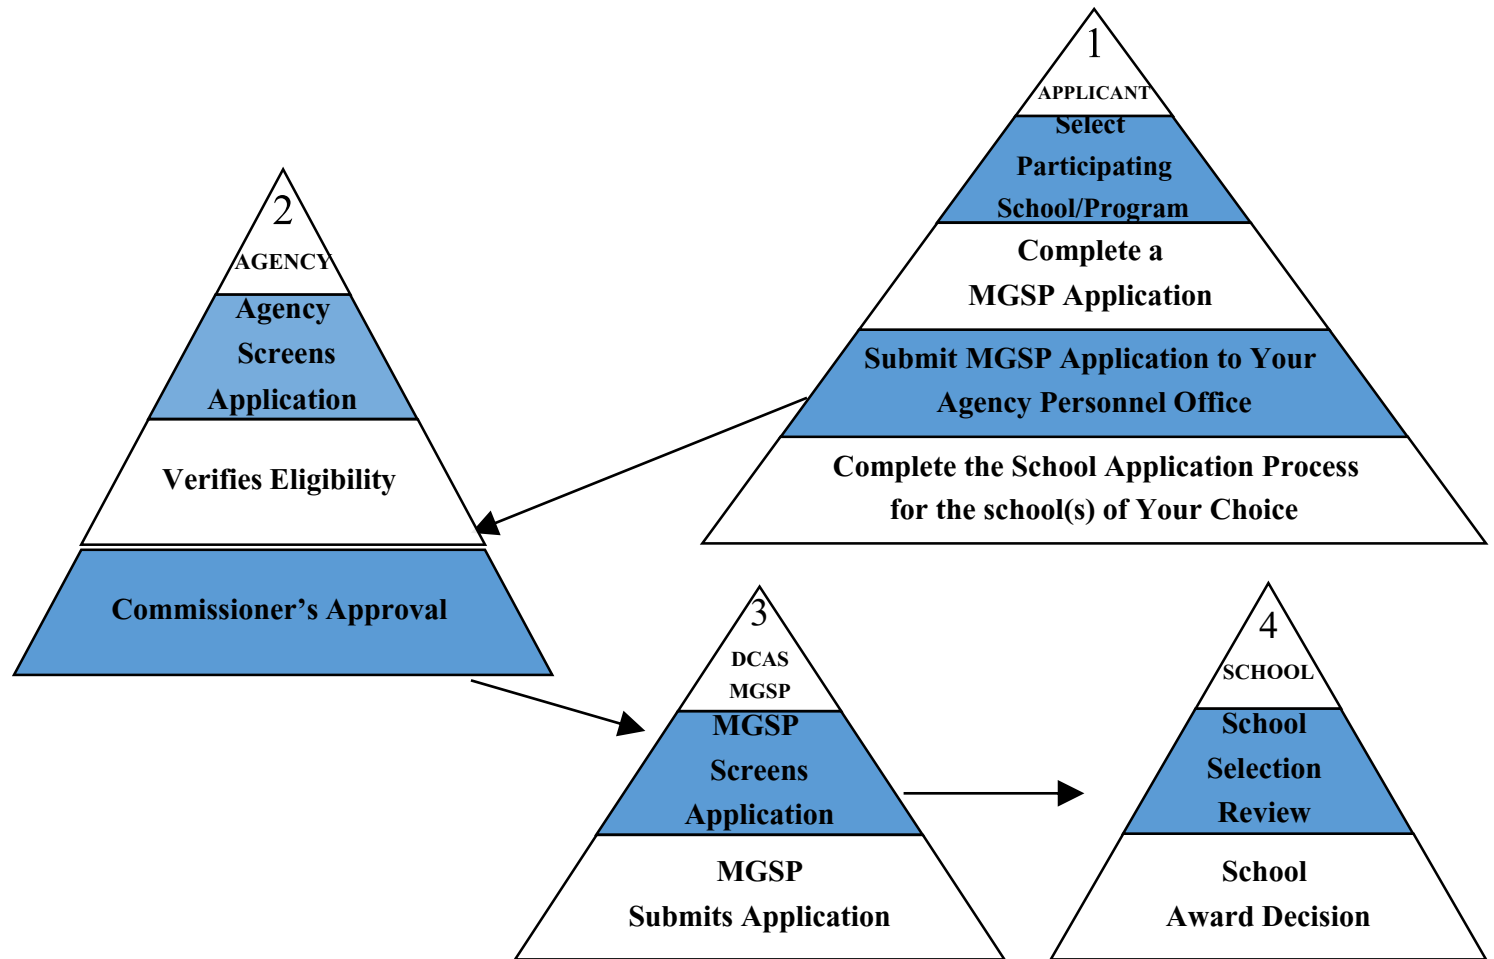 1
APPLICANT
Select
Participating
School/Program
Complete a
MGSP Application
Submit MGSP Application to Your
Agency Personnel Office
Complete the School Application Process
for the school(s) of Your Choice
2
AGENCY
Agency
Screens
Application
Verifies Eligibility
Commissioner’s Approval
3
DCAS
MGSP
MGSP
Screens
Application
MGSP
Submits Application
4
SCHOOL
School
Selection
Review
School
Award Decision